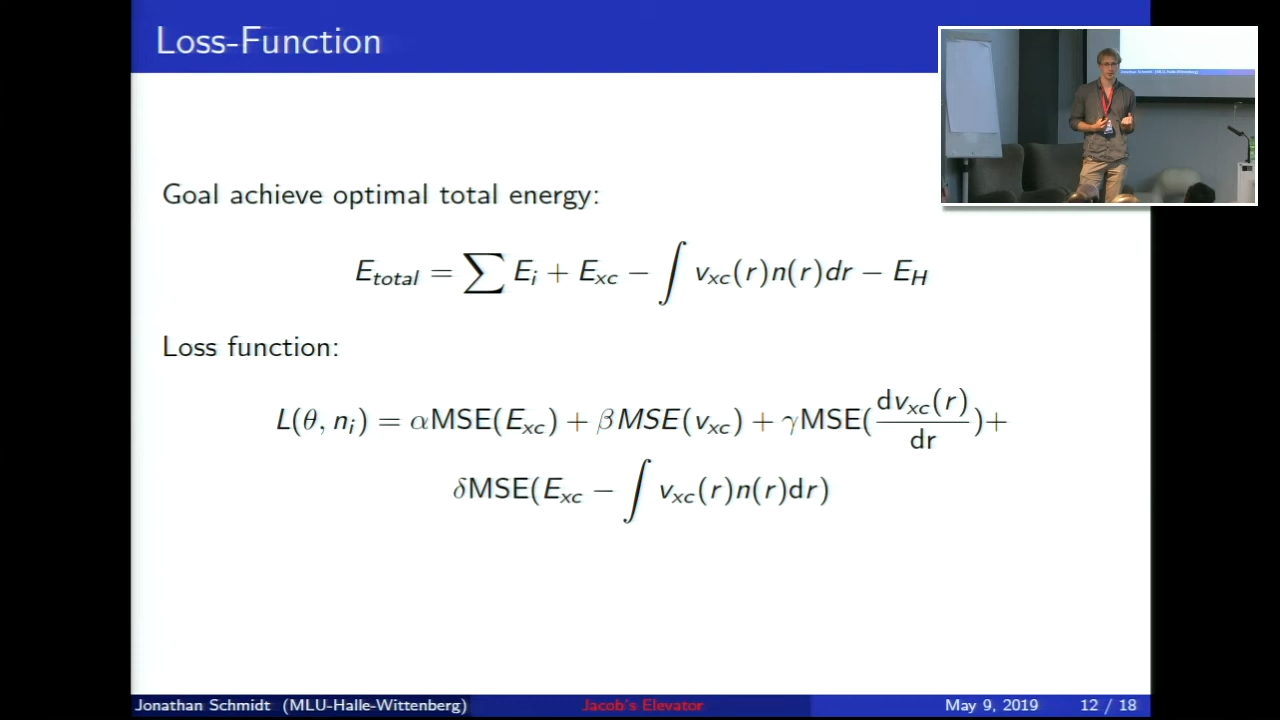 Loss-Function
Goal achieve optimal total energy:
E_total = ∑ E_i + E_xc − ∫ v_xc(r)n(r)dr − E_H
Loss function:
L(θ, n_i) = αMSE(E_xc) + βMSE(v_xc) + γMSE(dv_xc(r)/dr)+
δMSE(E_xc − ∫ v_xc(r)n(r)dr)
Jonathan Schmidt (MLU-Halle-Wittenberg) Jacob's Elevator May 9, 2019 12 / 18